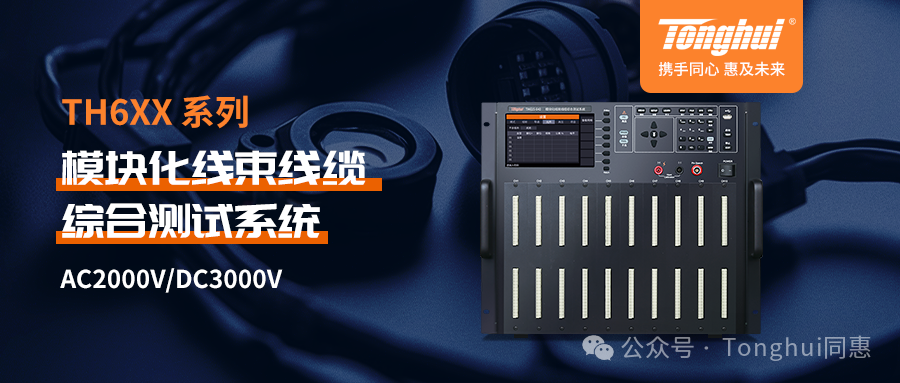 Tonghui®
携手同心 惠及未来
TH6XX 系列
模块化线束线缆
综合测试系统
AC2000V/DC3000V
Tonghui
POWER
公众号 · Tonghui同惠